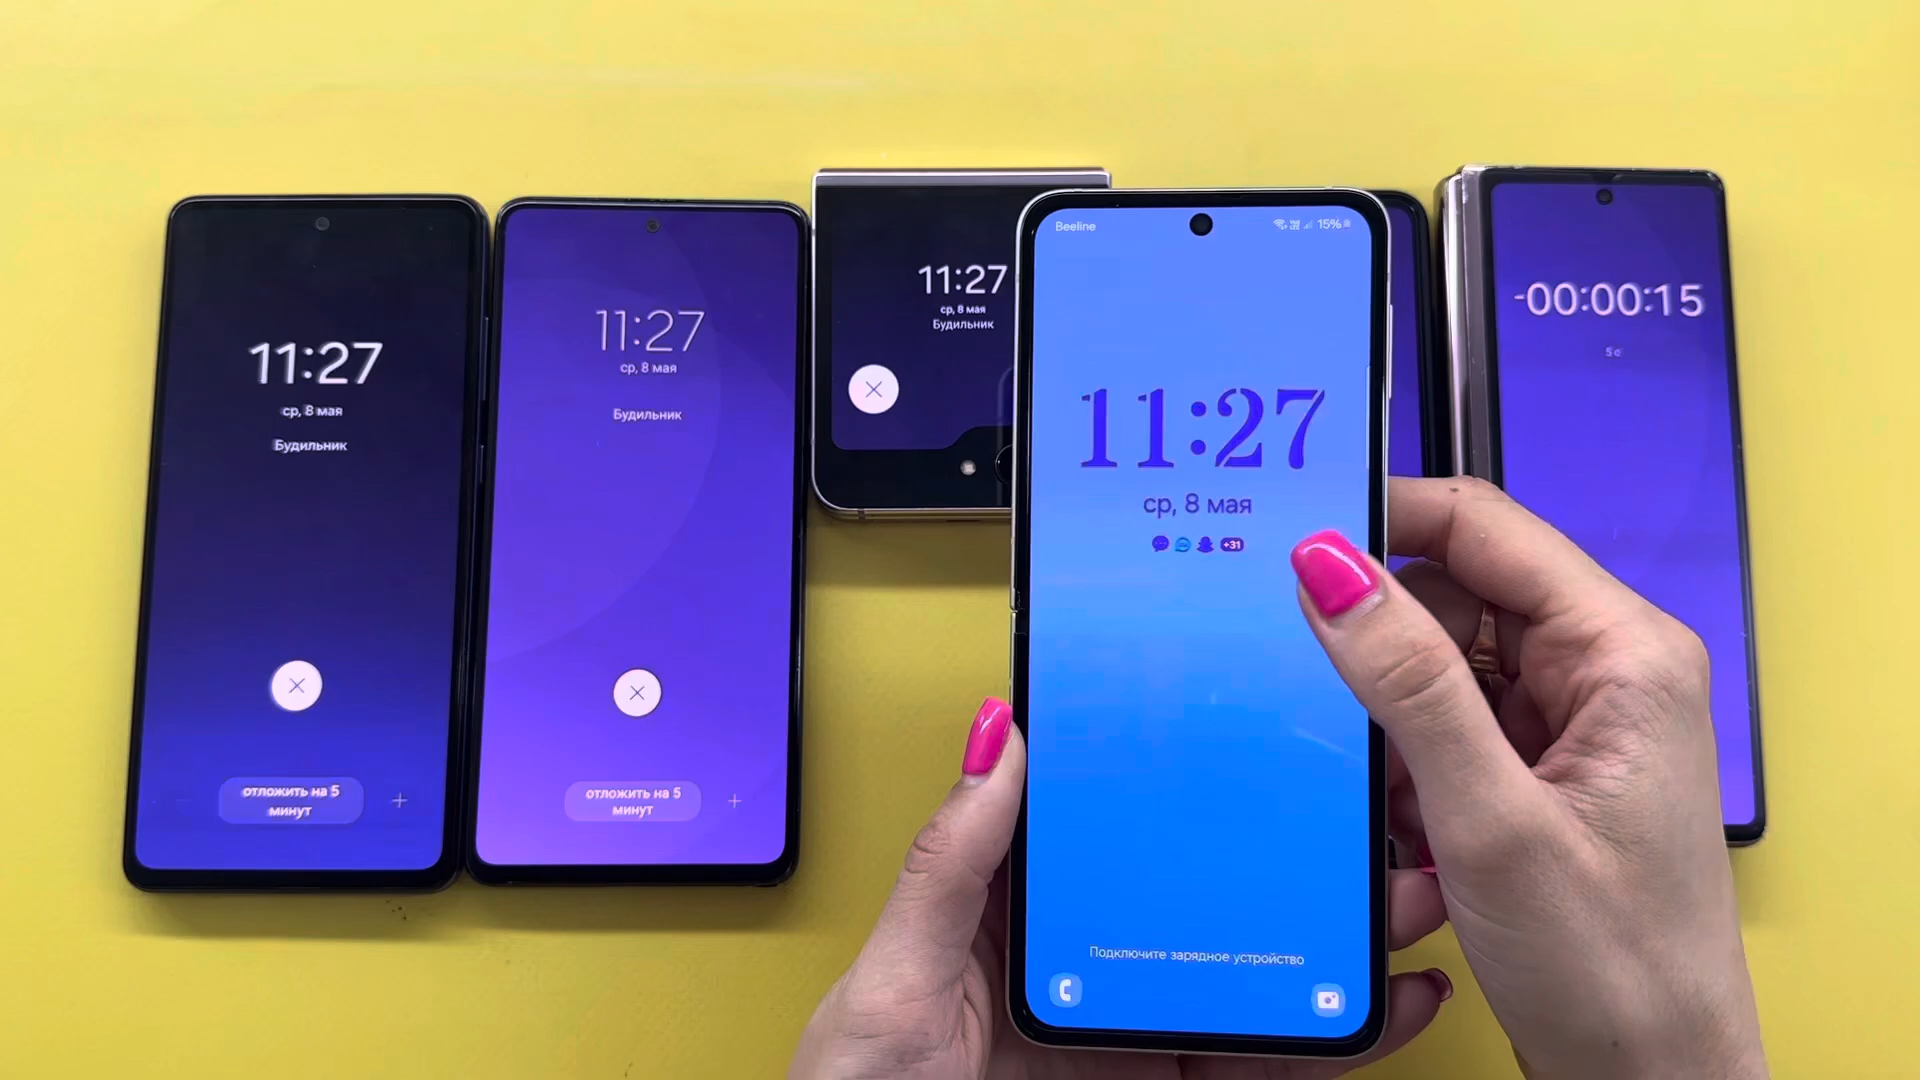 11:27
ср, 8 мая
Будильник
отложить на 5
минут
11:27
ср, 8 мая
Будильник
отложить на 5
минут
11:27
ср, 8 мая
Будильник
Beeline
15%
11:27
ср, 8 мая
+31
Подключите зарядное устройство
-00:00:15
5 с